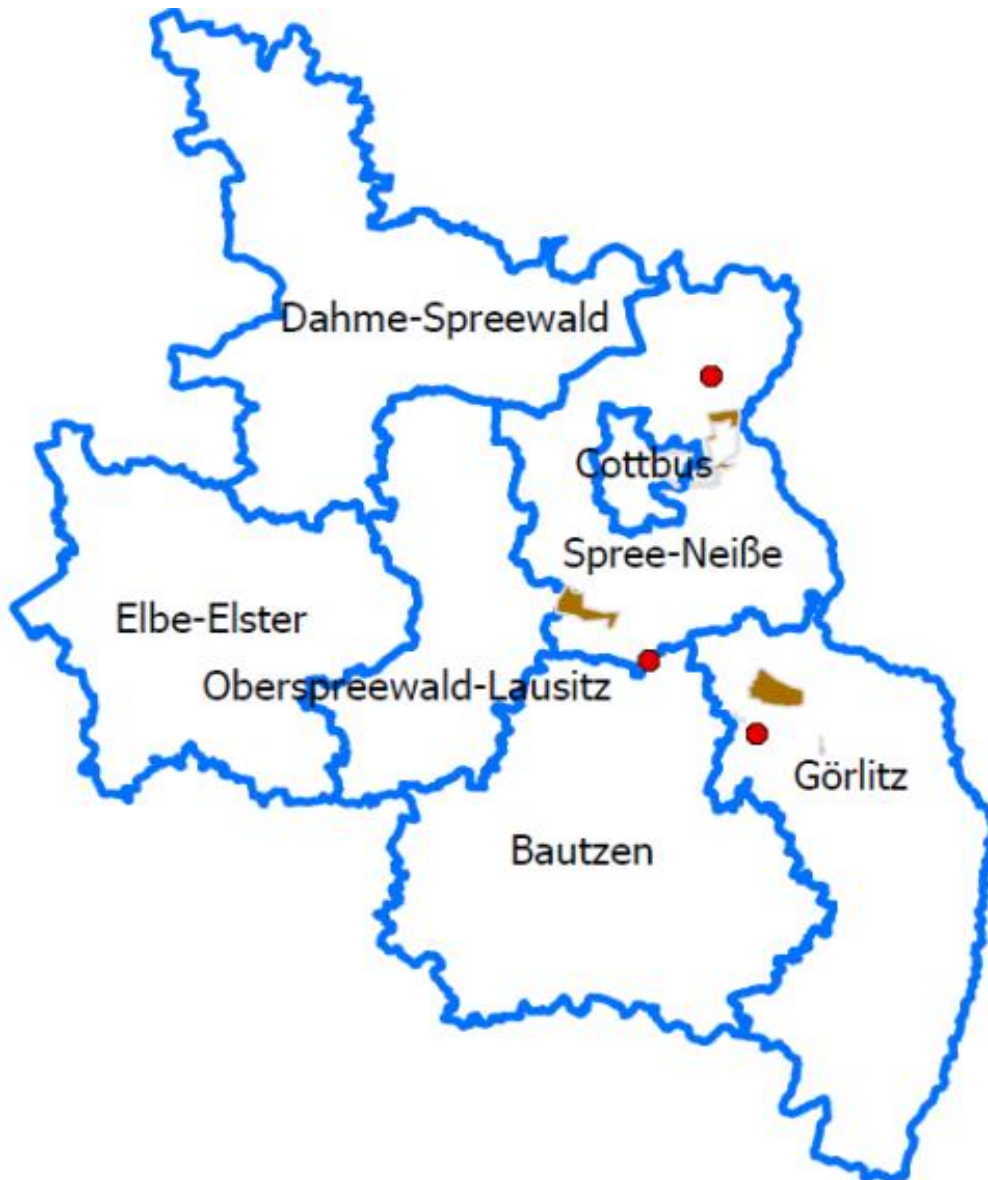 Dahme-Spreewald
Cottbus
Spree-Neiße
Elbe-Elster
Oberspreewald-Lausitz
Görlitz
Bautzen